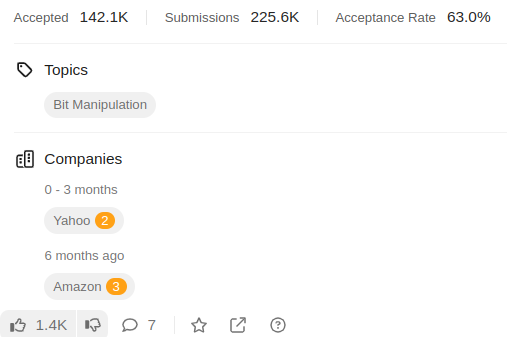 Accepted 142.1K Submissions 225.6K Acceptance Rate 63.0%
Topics
Bit Manipulation
Companies
0 - 3 months
Yahoo 2
6 months ago
Amazon 3
1.4K 7